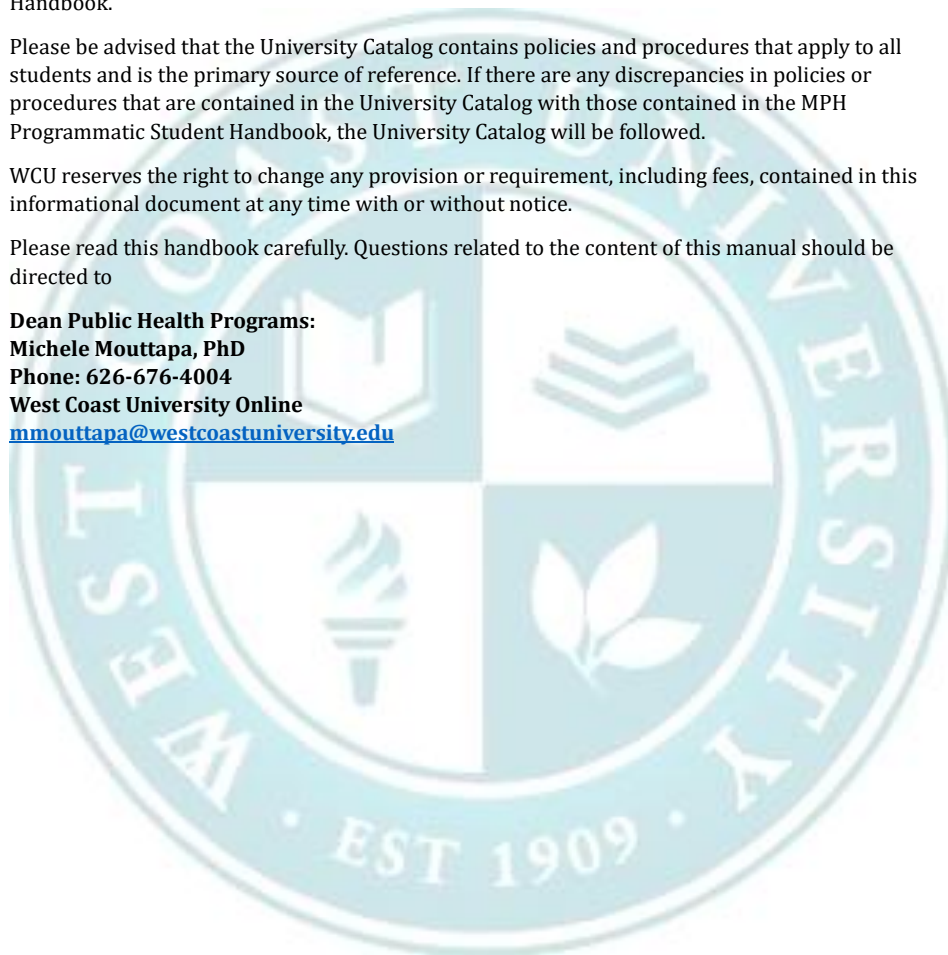 Handbook.
Please be advised that the University Catalog contains policies and procedures that apply to all
students and is the primary source of reference. If there are any discrepancies in policies or
procedures that are contained in the University Catalog with those contained in the MPH
Programmatic Student Handbook, the University Catalog will be followed.
WCU reserves the right to change any provision or requirement, including fees, contained in this
informational document at any time with or without notice.
Please read this handbook carefully. Questions related to the content of this manual should be
directed to
Dean Public Health Programs:
Michele Mouttapa, PhD
Phone: 626-676-4004
West Coast University Online
mmouttapa@westcoastuniversity.edu
WEST COAST UNIVERSITY
· EST 1909 ·